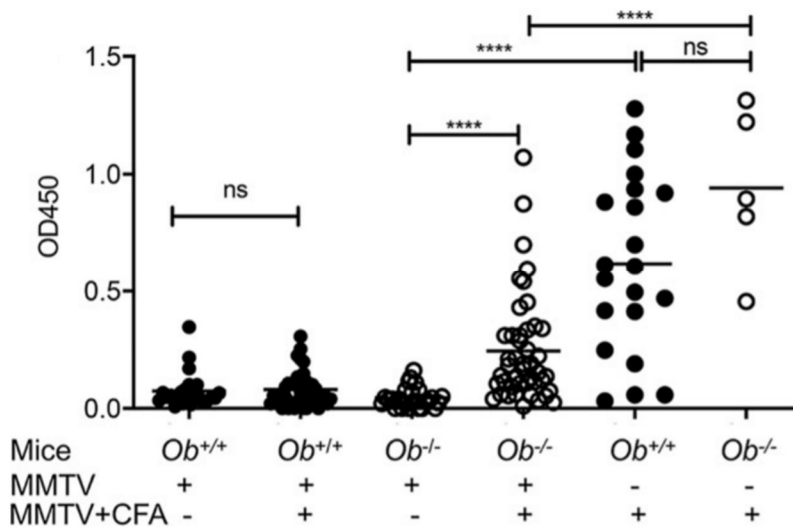 ****
****
ns
1.5
****
ns
1.0
OD450
0.5
0.0
Mice Ob+/+ Ob+/+ Ob-/- Ob-/- Ob+/+ Ob-/-
MMTV + + + + - -
MMTV+CFA - + - + + +